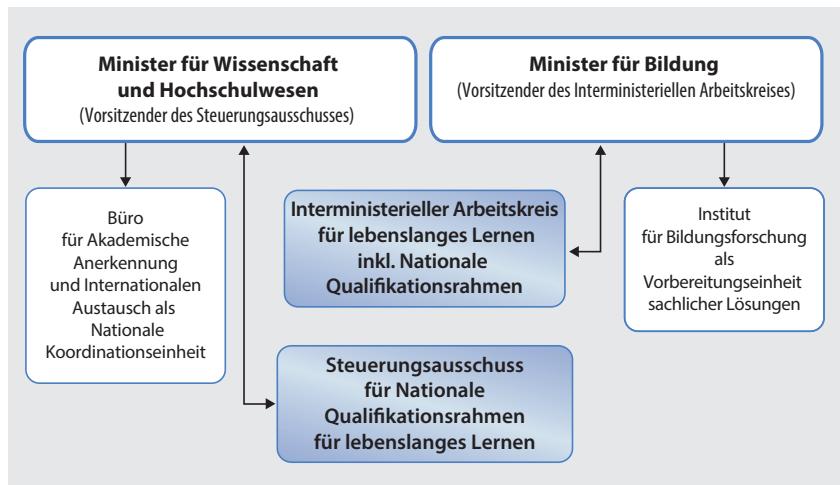 Minister für Wissenschaft
und Hochschulwesen
(Vorsitzender des Steuerungsausschusses)
Minister für Bildung
(Vorsitzender des Interministeriellen Arbeitskreises)
Büro
für Akademische
Anerkennung
und Internationalen
Austausch als
Nationale
Koordinationseinheit
Interministerieller Arbeitskreis
für lebenslanges Lernen
inkl. Nationale
Qualifikationsrahmen
Institut
für Bildungsforschung
als
Vorbereitungseinheit
sachlicher Lösungen
Steuerungsausschuss
für Nationale
Qualifikationsrahmen
für lebenslanges Lernen